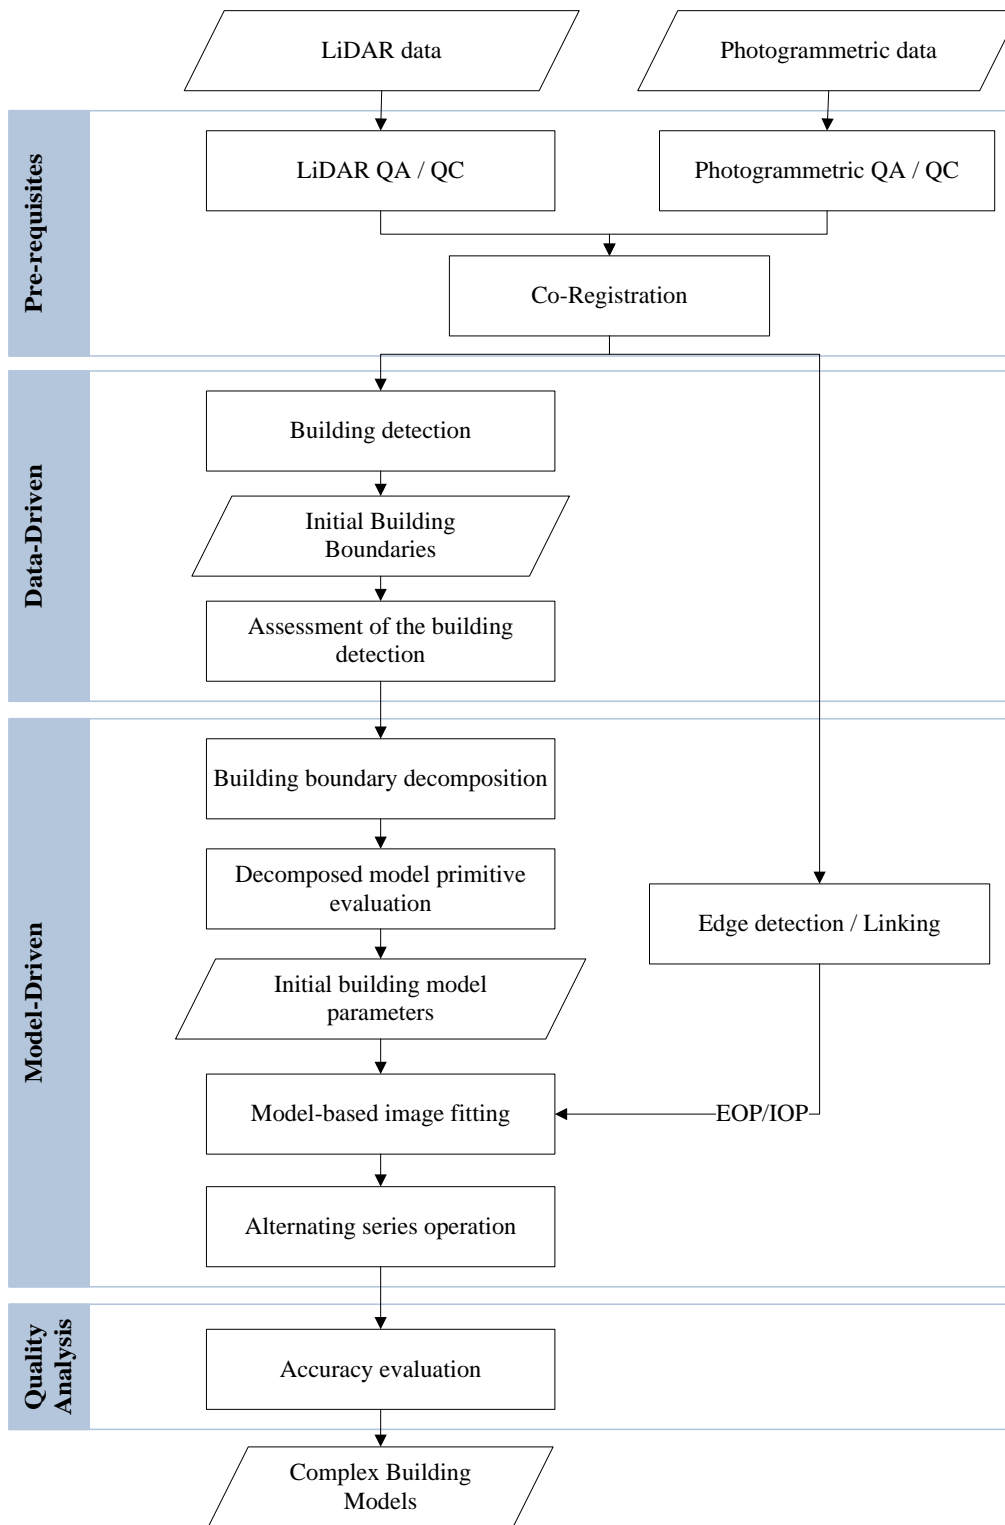 LiDAR data
Photogrammetric data
Pre-requisites
LiDAR QA / QC
Photogrammetric QA / QC
Co-Registration
Data-Driven
Building detection
Initial Building
Boundaries
Assessment of the building
detection
Model-Driven
Building boundary decomposition
Decomposed model primitive
evaluation
Edge detection / Linking
Initial building model
parameters
Model-based image fitting
EOP/IOP
Alternating series operation
Quality
Analysis
Accuracy evaluation
Complex Building
Models